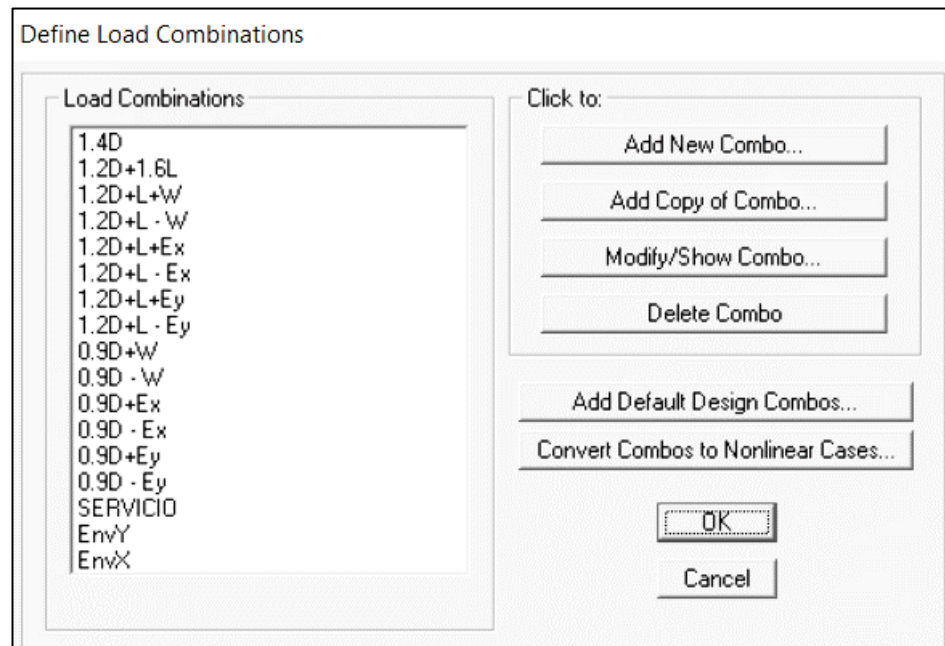 Define Load Combinations
Load Combinations
1.4D
1.2D+1.6L
1.2D+L+W
1.2D+L - W
1.2D+L+Ex
1.2D+L - Ex
1.2D+L+Ey
1.2D+L - Ey
0.9D+W
0.9D - W
0.9D+Ex
0.9D - Ex
0.9D+Ey
0.9D - Ey
SERVICIO
EnvY
EnvX
Click to:
Add New Combo...
Add Copy of Combo...
Modify/Show Combo...
Delete Combo
Add Default Design Combos...
Convert Combos to Nonlinear Cases...
OK
Cancel